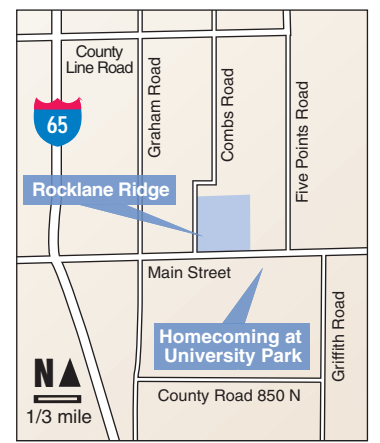 County
Line Road
Graham Road
Combs Road
Five Points Road
65
Rocklane Ridge
Main Street
Homecoming at
University Park
Griffith Road
N
County Road 850 N
1/3 mile